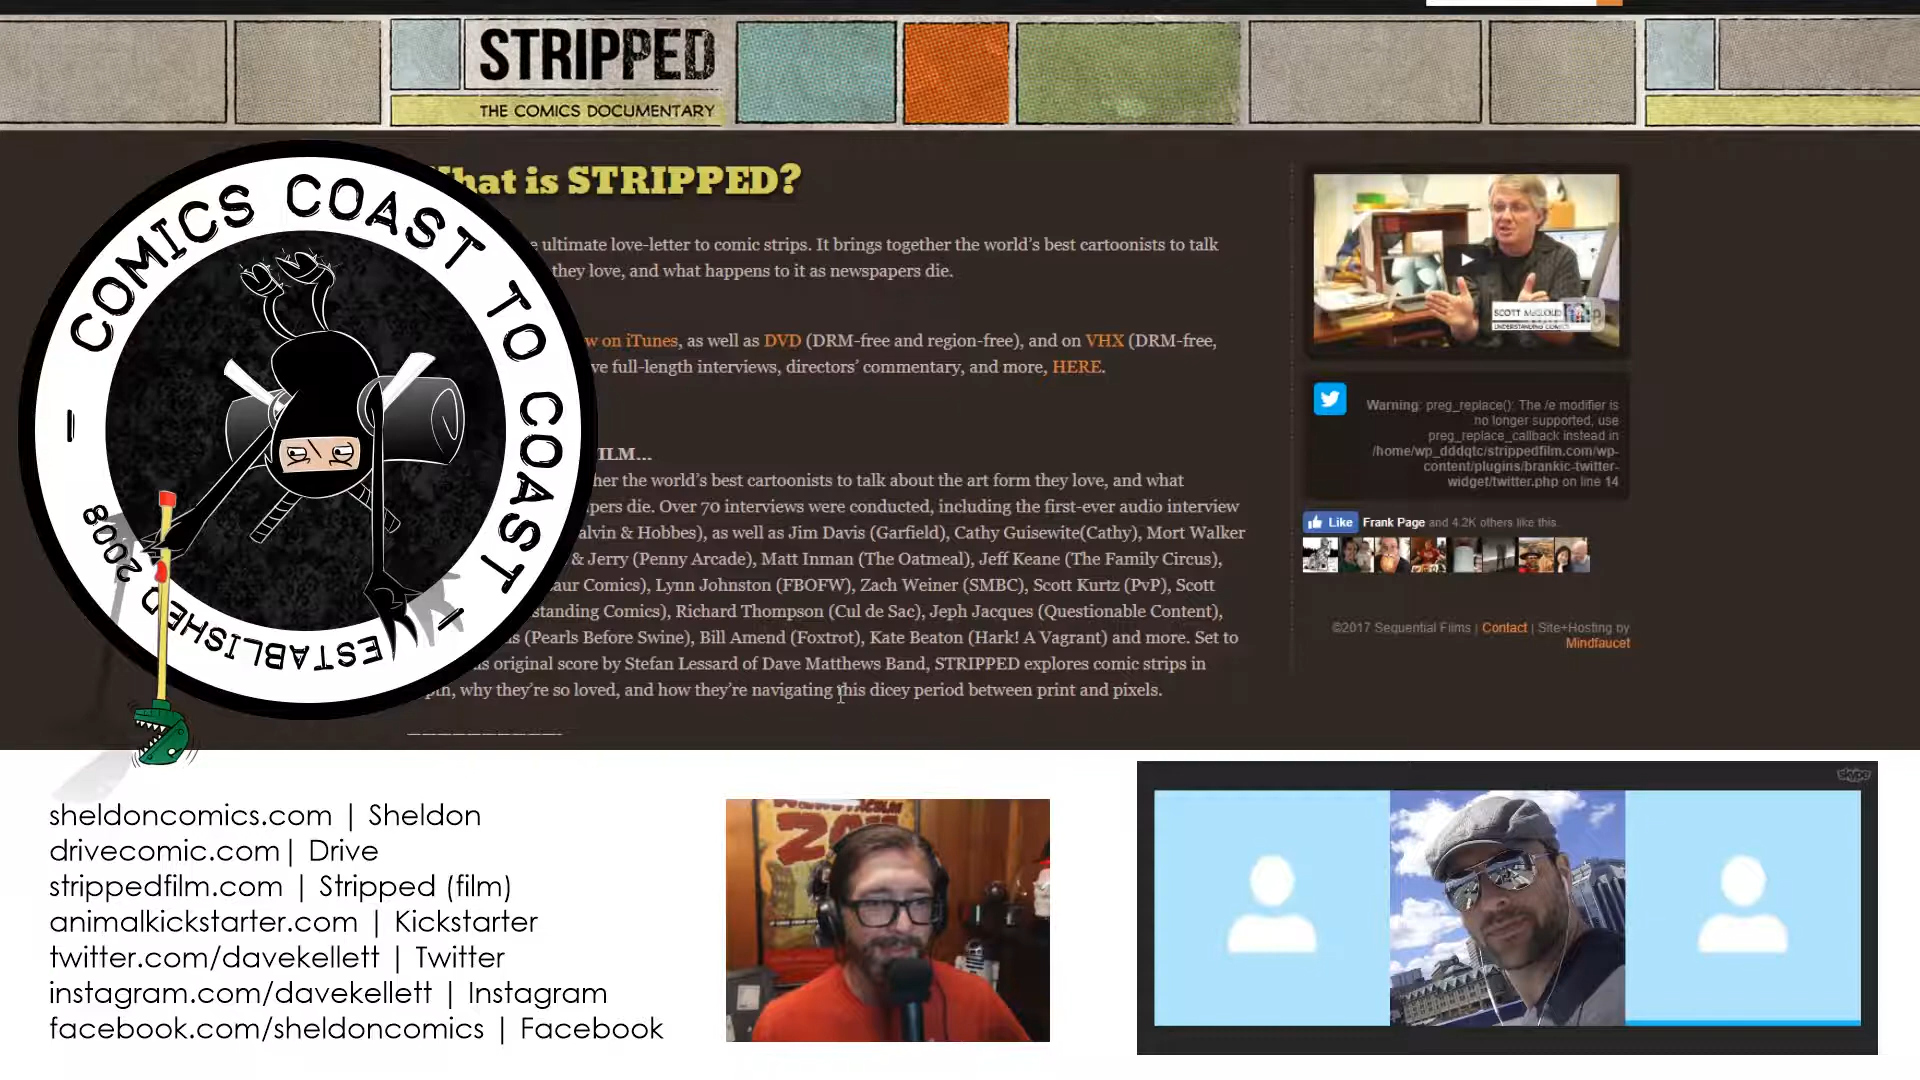 STRIPPED
THE COMICS DOCUMENTARY
COMICS COAST TO COAST
ESTABLISHED 2008
hat is STRIPPED?
ultimate love-letter to comic strips. It brings together the world's best cartoonists to talk
they love, and what happens to it as newspapers die.
w on iTunes, as well as DVD (DRM-free and region-free), and on VHX (DRM-free,
ve full-length interviews, directors' commentary, and more, HERE.
ILM...
her the world's best cartoonists to talk about the art form they love, and what
pers die. Over 70 interviews were conducted, including the first-ever audio interview
alvin & Hobbes), as well as Jim Davis (Garfield), Cathy Guisewite(Cathy), Mort Walker
& Jerry (Penny Arcade), Matt Inman (The Oatmeal), Jeff Keane (The Family Circus),
aur Comics), Lynn Johnston (FBOFW), Zach Weiner (SMBC), Scott Kurtz (PvP), Scott
standing Comics), Richard Thompson (Cul de Sac), Jeph Jacques (Questionable Content),
is (Pearls Before Swine), Bill Amend (Foxtrot), Kate Beaton (Hark! A Vagrant) and more. Set to
s original score by Stefan Lessard of Dave Matthews Band, STRIPPED explores comic strips in
pth, why they're so loved, and how they're navigating this dicey period between print and pixels.
SCOTT McCLOUD
UNDERSTANDING COMICS
Warning: preg_replace(): The /e modifier is
no longer supported, use
preg_replace_callback instead in
/home/wp_dddqtc/strippedfilm.com/wp-
content/plugins/brankic-twitter-
widget/twitter.php on line 14
Like Frank Page and 4.2K others like this.
©2017 Sequential Films | Contact | Site+Hosting by
Mindfaucet
sheldoncomics.com | Sheldon
drivecomic.com| Drive
strippedfilm.com | Stripped (film)
animalkickstarter.com | Kickstarter
twitter.com/davekellett | Twitter
instagram.com/davekellett | Instagram
facebook.com/sheldoncomics | Facebook
skype